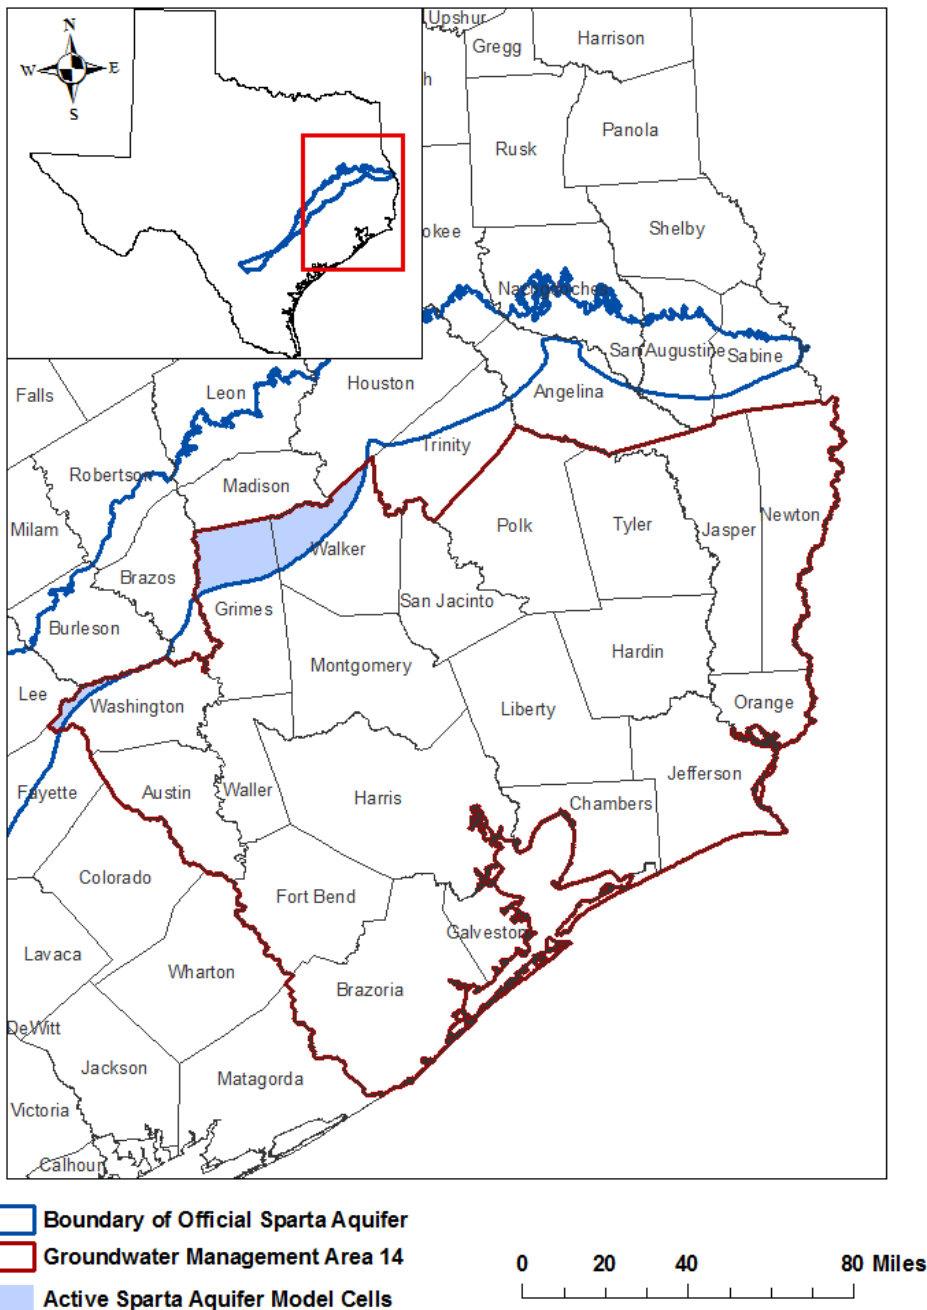 N
W E
S
Upshur
Gregg
Harrison
h
Rusk
Panola
okee
Shelby
Nacogdoches
San Augustine
Sabine
Falls
Leon
Houston
Angelina
Trinity
Robertson
Madison
Milam
Walker
Polk
Tyler
Jasper
Newton
Brazos
Grimes
San Jacinto
Burleson
Montgomery
Hardin
Lee
Washington
Liberty
Orange
Fayette
Austin
Waller
Harris
Jefferson
Chambers
Colorado
Fort Bend
Galveston
Lavaca
Wharton
Brazoria
DeWitt
Jackson
Matagorda
Victoria
Calhoun
Boundary of Official Sparta Aquifer
Groundwater Management Area 14
Active Sparta Aquifer Model Cells
0 20 40 80 Miles